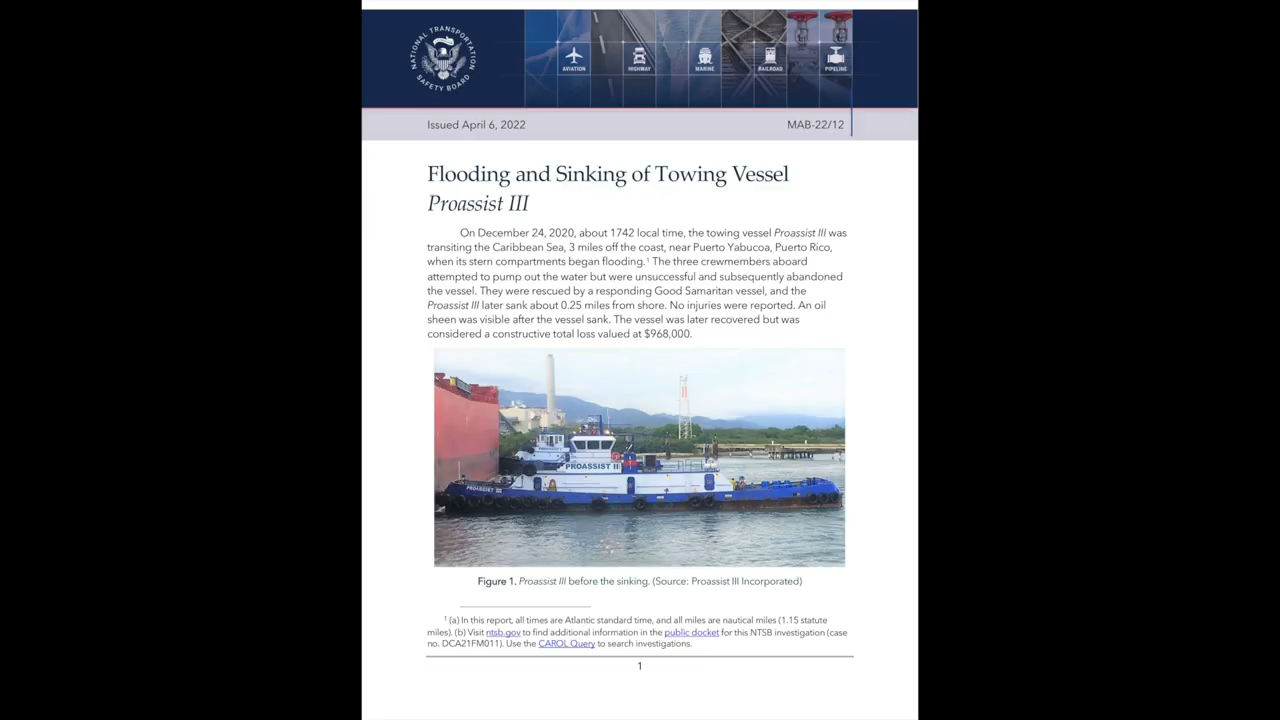 NATIONAL TRANSPORTATION
SAFETY BOARD
AVIATION
HIGHWAY
MARINE
RAILROAD
PIPELINE
Issued April 6, 2022
MAB-22/12
Flooding and Sinking of Towing Vessel
Proassist III
On December 24, 2020, about 1742 local time, the towing vessel Proassist III was
transiting the Caribbean Sea, 3 miles off the coast, near Puerto Yabucoa, Puerto Rico,
when its stern compartments began flooding.¹ The three crewmembers aboard
attempted to pump out the water but were unsuccessful and subsequently abandoned
the vessel. They were rescued by a responding Good Samaritan vessel, and the
Proassist III later sank about 0.25 miles from shore. No injuries were reported. An oil
sheen was visible after the vessel sank. The vessel was later recovered but was
considered a constructive total loss valued at $968,000.
PROASSIST III
PROASSIST III
Figure 1. Proassist III before the sinking. (Source: Proassist III Incorporated)
¹ (a) In this report, all times are Atlantic standard time, and all miles are nautical miles (1.15 statute
miles). (b) Visit ntsb.gov to find additional information in the public docket for this NTSB investigation (case
no. DCA21FM011). Use the CAROL Query to search investigations.
1